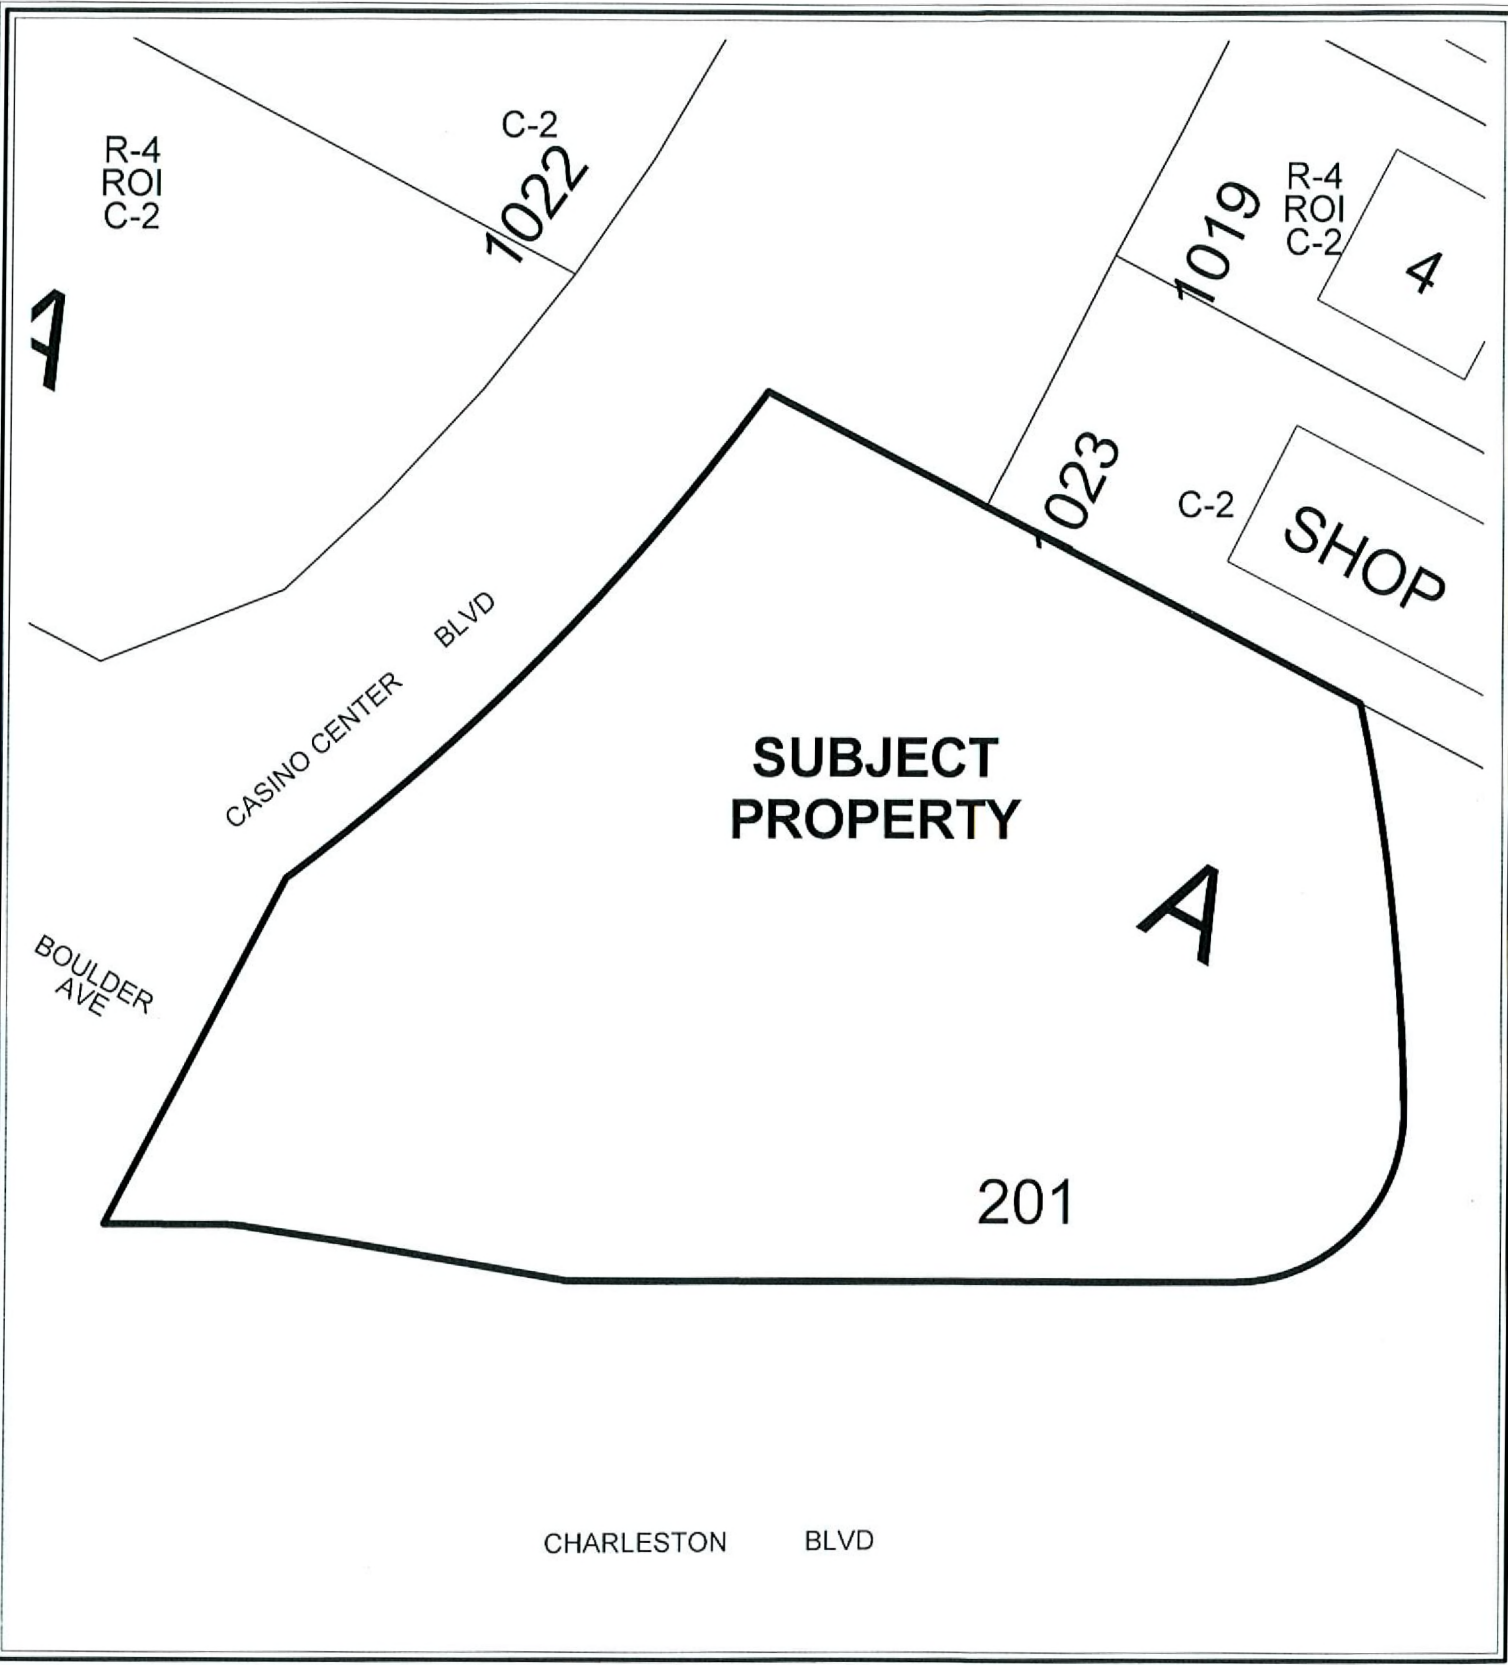 C-2
1022
R-4
ROI
C-2
A
R-4
ROI
C-2
1019
4
1023
C-2
SHOP
CASINO CENTER BLVD
SUBJECT
PROPERTY
A
BOULDER
AVE
201
CHARLESTON BLVD